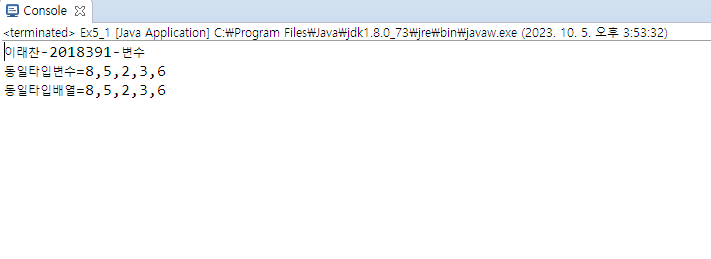 Console
<terminated> Ex5_1 [Java Application] C:₩Program Files₩Java₩jdk1.8.0_73₩jre₩bin₩javaw.exe (2023. 10. 5. 오후 3:53:32)
이래찬-2018391-변수
동일타입변수=8,5,2,3,6
동일타입배열=8,5,2,3,6